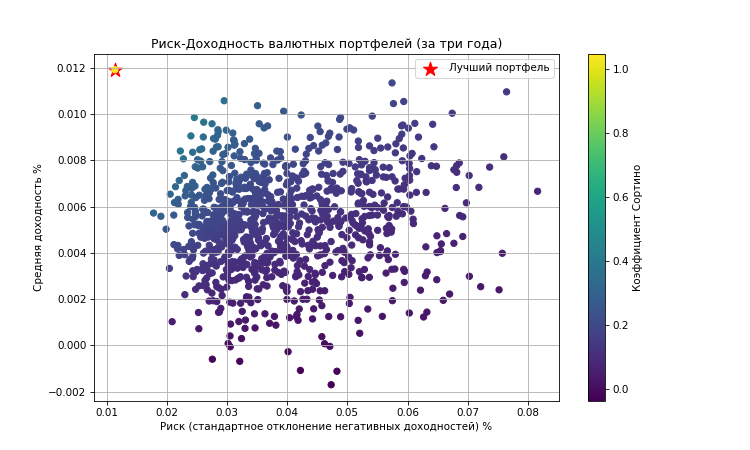 Риск-Доходность валютных портфелей (за три года)
Лучший портфель
0.012
0.010
0.008
0.006
0.004
0.002
0.000
−0.002
Средняя доходность %
0.01 0.02 0.03 0.04 0.05 0.06 0.07 0.08
Риск (стандартное отклонение негативных доходностей) %
1.0
0.8
0.6
0.4
0.2
0.0
Коэффициент Сортино